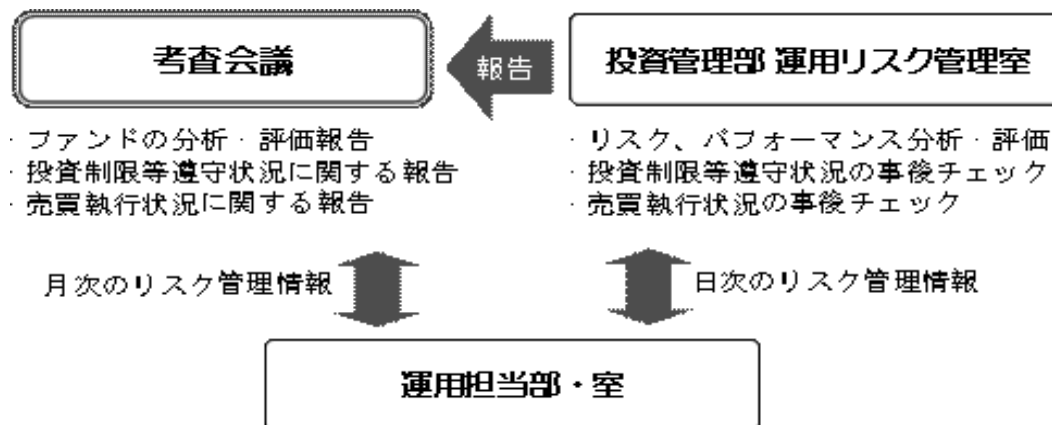 考査会議
報告
投資管理部 運用リスク管理室
· ファンドの分析・評価報告
· 投資制限等遵守状況に関する報告
· 売買執行状況に関する報告
· リスク、パフォーマンス分析・評価
· 投資制限等遵守状況の事後チェック
· 売買執行状況の事後チェック
月次のリスク管理情報
日次のリスク管理情報
運用担当部・室